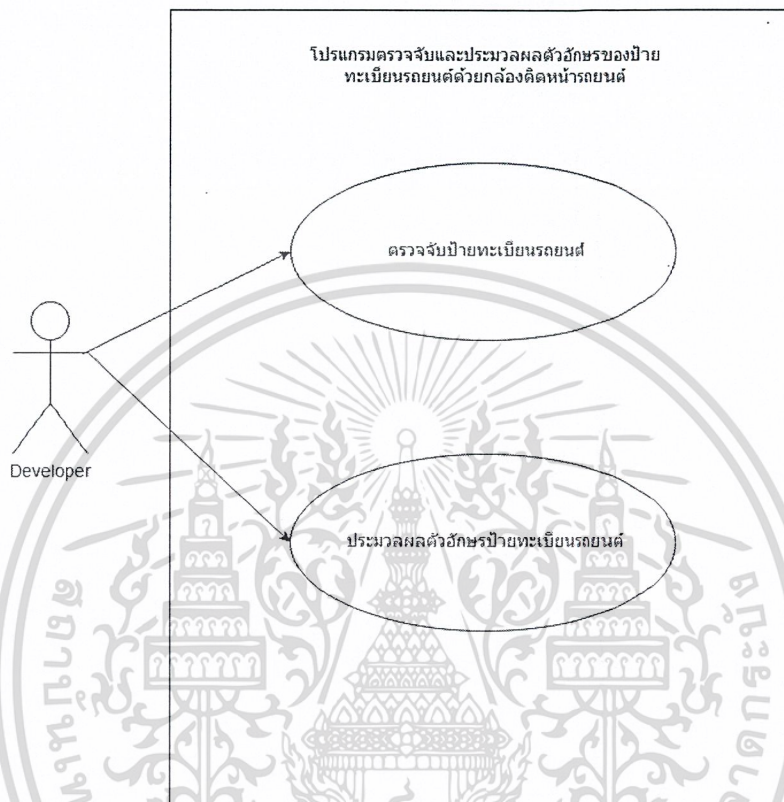 โปรแกรมตรวจจับและประมวลผลตัวอักษรของป้าย
ทะเบียนรถยนต์ด้วยกล้องติดหน้ารถยนต์
ตรวจจับป้ายทะเบียนรถยนต์
Developer
ประมวลผลตัวอักษรป้ายทะเบียนรถยนต์